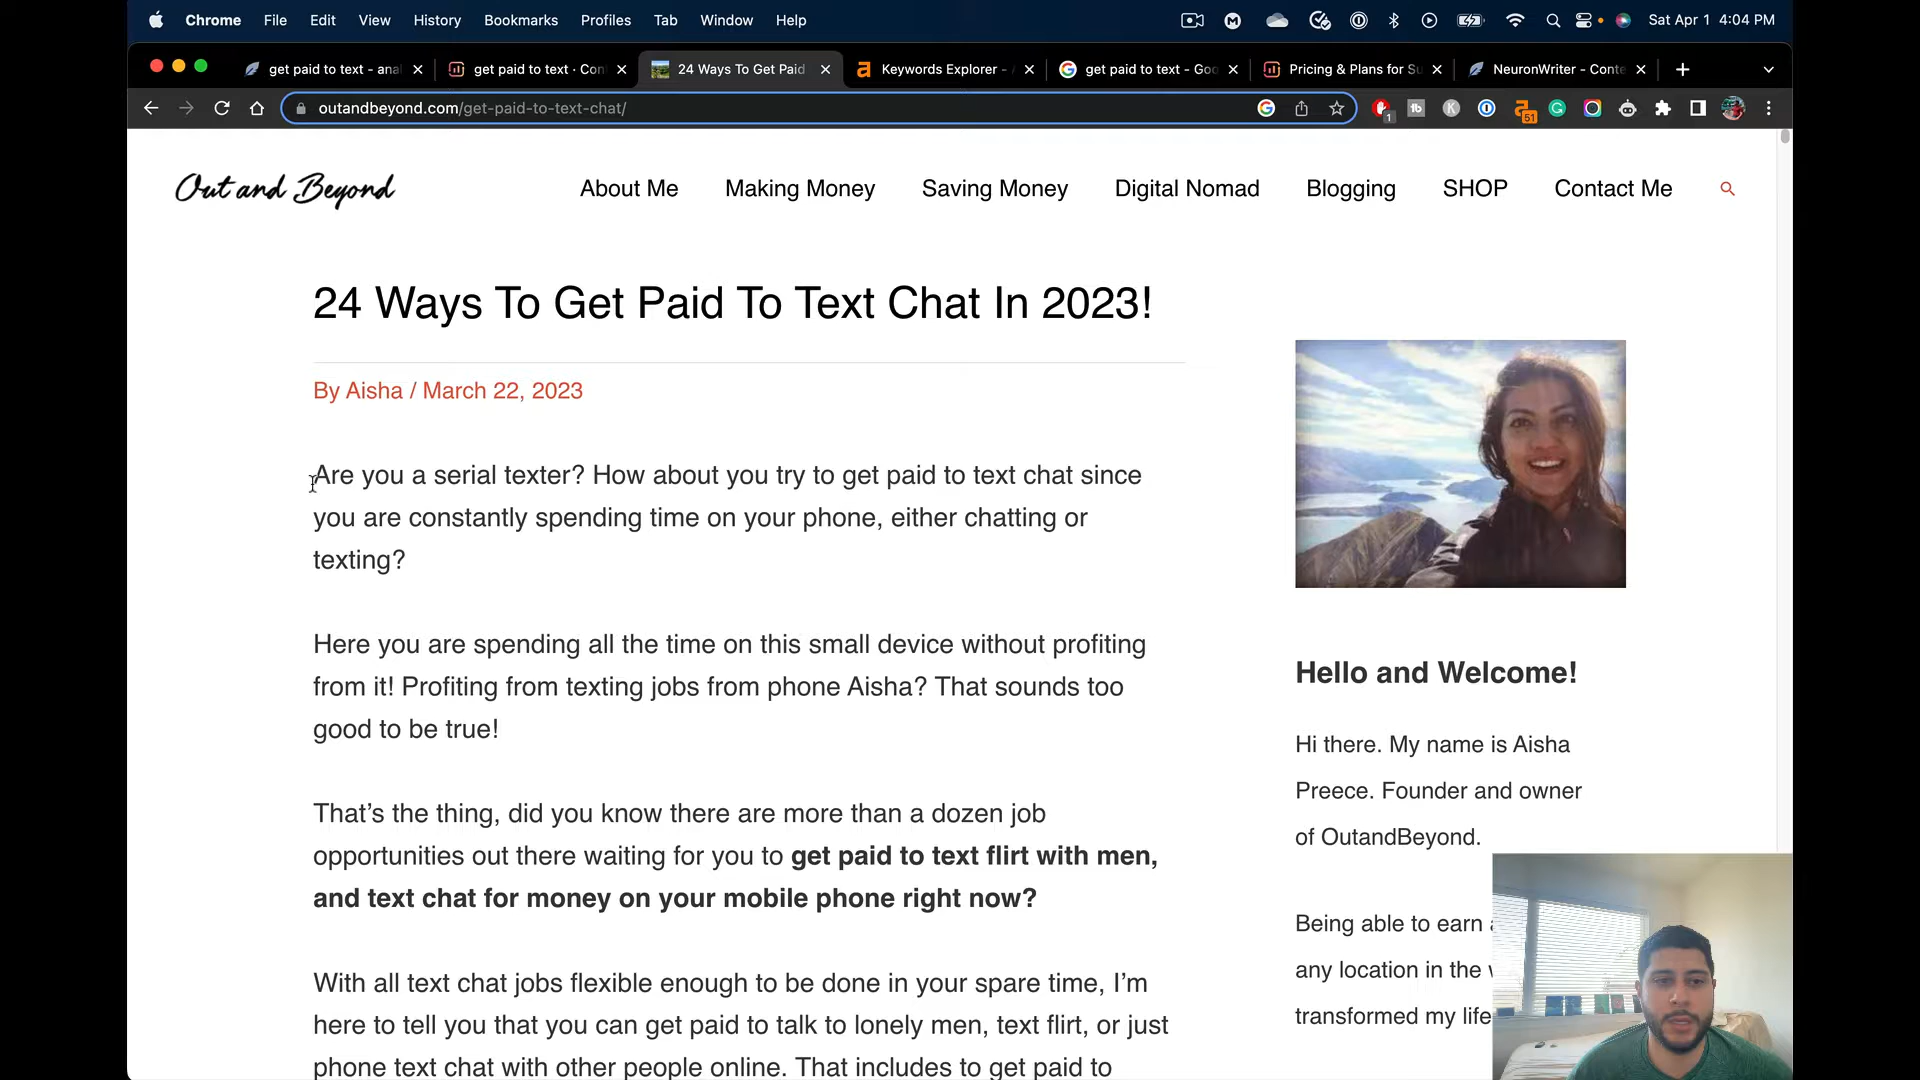 Chrome File Edit View History Bookmarks Profiles Tab Window Help Sat Apr 1 4:04 PM
get paid to text - anal get paid to text · Con 24 Ways To Get Paid Keywords Explorer - get paid to text - Goo Pricing & Plans for Su NeuronWriter - Conte
outandbeyond.com/get-paid-to-text-chat/ 1 51
Out and Beyond About Me Making Money Saving Money Digital Nomad Blogging SHOP Contact Me
24 Ways To Get Paid To Text Chat In 2023!
By Aisha / March 22, 2023
Are you a serial texter? How about you try to get paid to text chat since
you are constantly spending time on your phone, either chatting or
texting?
Here you are spending all the time on this small device without profiting
from it! Profiting from texting jobs from phone Aisha? That sounds too
good to be true!
That’s the thing, did you know there are more than a dozen job
opportunities out there waiting for you to get paid to text flirt with men,
and text chat for money on your mobile phone right now?
With all text chat jobs flexible enough to be done in your spare time, I’m
here to tell you that you can get paid to talk to lonely men, text flirt, or just
phone text chat with other people online. That includes to get paid to
Hello and Welcome!
Hi there. My name is Aisha
Preece. Founder and owner
of OutandBeyond.
Being able to earn
any location in the
transformed my life